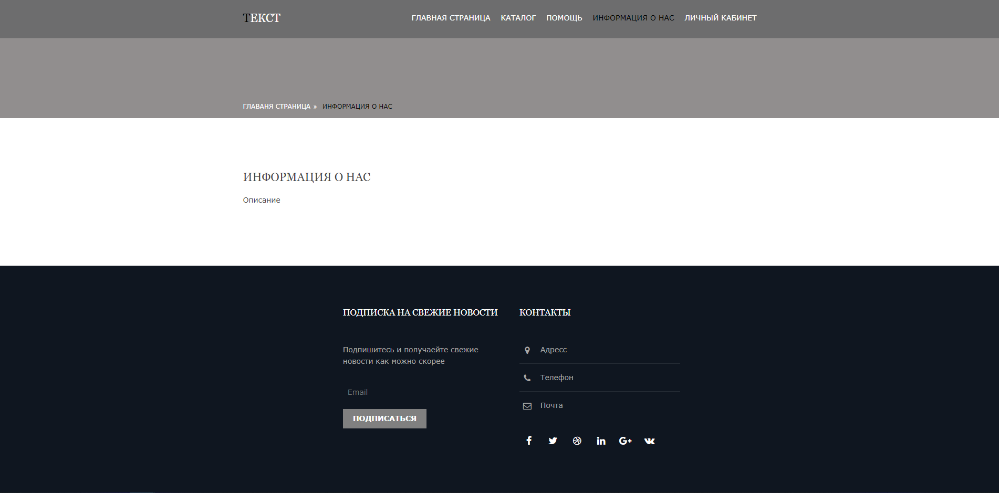 ТЕКСТ
ГЛАВНАЯ СТРАНИЦА КАТАЛОГ ПОМОЩЬ ИНФОРМАЦИЯ О НАС ЛИЧНЫЙ КАБИНЕТ
ГЛАВАНЯ СТРАНИЦА » ИНФОРМАЦИЯ О НАС
ИНФОРМАЦИЯ О НАС
Описание
ПОДПИСКА НА СВЕЖИЕ НОВОСТИ
Подпишитесь и получаейте свежие
новости как можно скорее
Email
ПОДПИСАТЬСЯ
КОНТАКТЫ
Адресс
Телефон
Почта